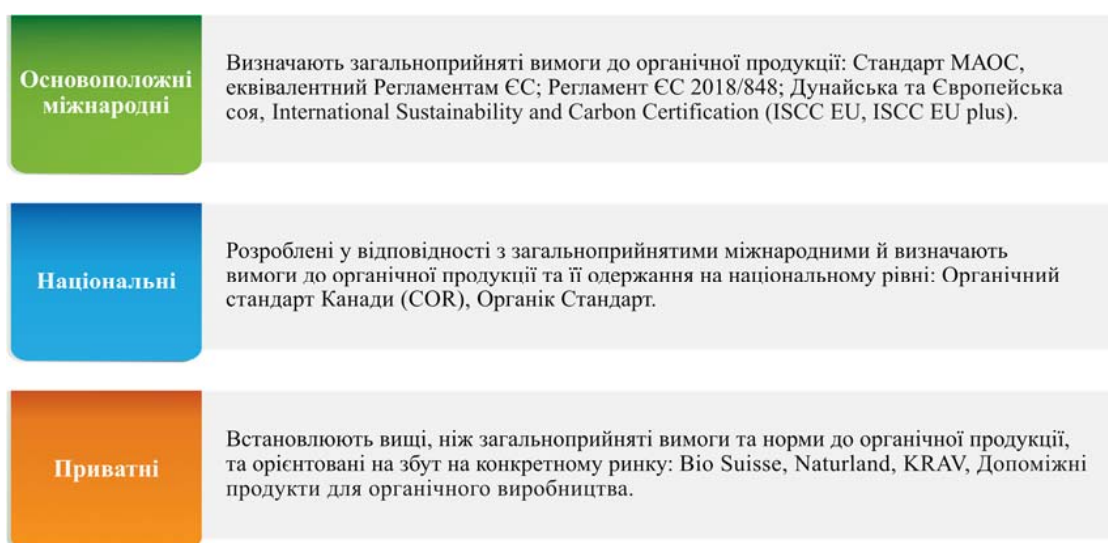 Основоположні
міжнародні
Визначають загальноприйняті вимоги до органічної продукції: Стандарт МАОС,
еквівалентний Регламентам ЄС; Регламент ЄС 2018/848; Дунайська та Європейська
соя, International Sustainability and Carbon Certification (ISCC EU, ISCC EU plus).
Національні
Розроблені у відповідності з загальноприйнятими міжнародними й визначають
вимоги до органічної продукції та її одержання на національному рівні: Органічний
стандарт Канади (COR), Органік Стандарт.
Приватні
Встановлюють вищі, ніж загальноприйняті вимоги та норми до органічної продукції,
та орієнтовані на збут на конкретному ринку: Bio Suisse, Naturland, KRAV, Допоміжні
продукти для органічного виробництва.